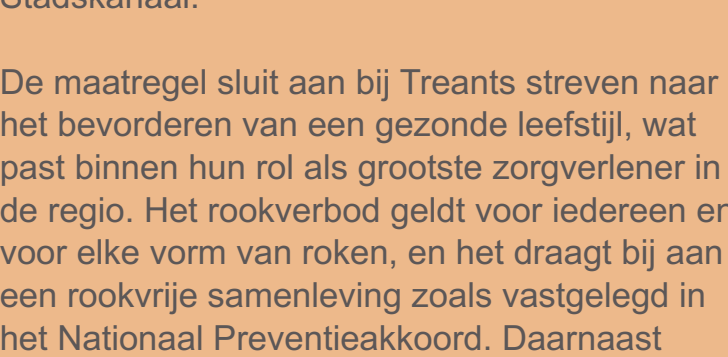 Stadskanaal.
De maatregel sluit aan bij Treants streven naar
het bevorderen van een gezonde leefstijl, wat
past binnen hun rol als grootste zorgverlener in
de regio. Het rookverbod geldt voor iedereen en
voor elke vorm van roken, en het draagt bij aan
een rookvrije samenleving zoals vastgelegd in
het Nationaal Preventieakkoord. Daarnaast